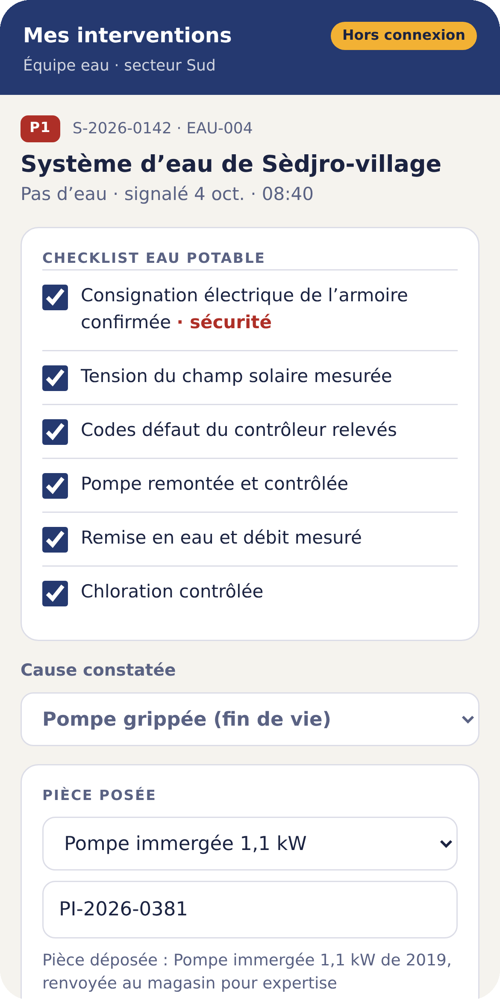 Mes interventions
Hors connexion
Équipe eau · secteur Sud
P1
S-2026-0142 · EAU-004
Système d’eau de Sèdjro-village
Pas d’eau · signalé 4 oct. · 08:40
CHECKLIST EAU POTABLE
Consignation électrique de l’armoire
confirmée · sécurité
Tension du champ solaire mesurée
Codes défaut du contrôleur relevés
Pompe remontée et contrôlée
Remise en eau et débit mesuré
Chloration contrôlée
Cause constatée
Pompe grippée (fin de vie)
PIÈCE POSÉE
Pompe immergée 1,1 kW
PI-2026-0381
Pièce déposée : Pompe immergée 1,1 kW de 2019,
renvoyée au magasin pour expertise